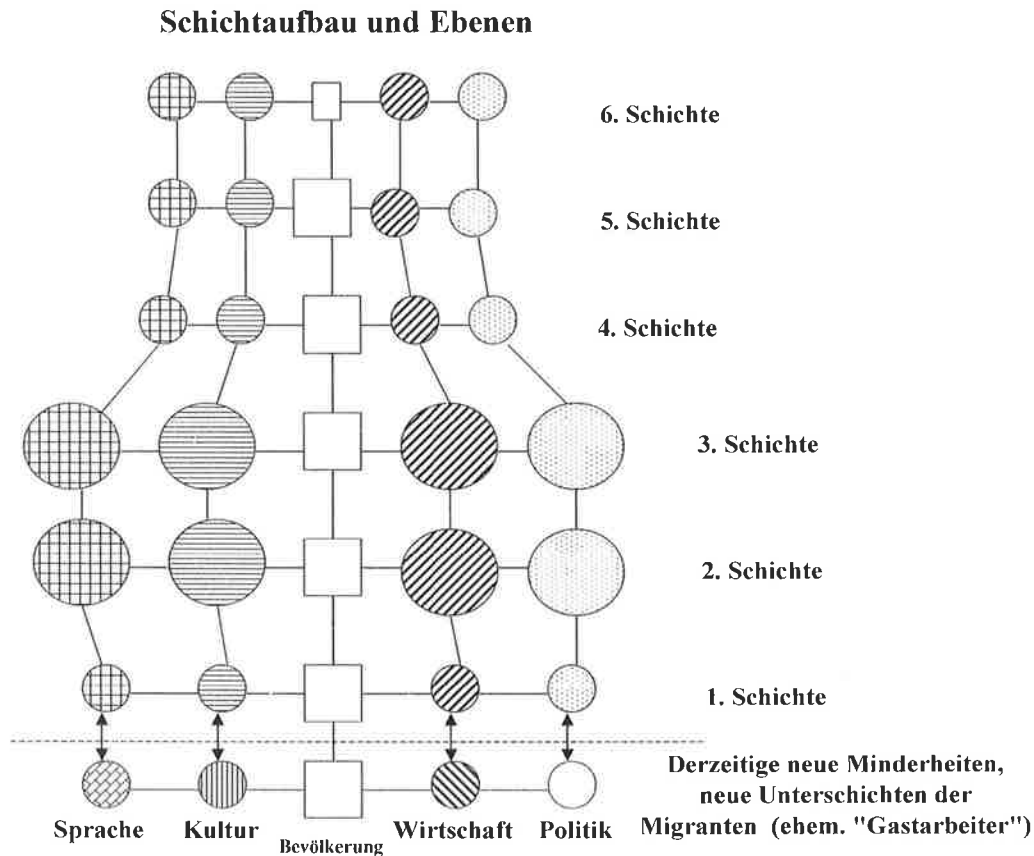 Schichtaufbau und Ebenen
6. Schichte
5. Schichte
4. Schichte
3. Schichte
2. Schichte
1. Schichte
Derzeitige neue Minderheiten,
neue Unterschichten der
Migranten (ehem. "Gastarbeiter")
Sprache Kultur Bevölkerung Wirtschaft Politik